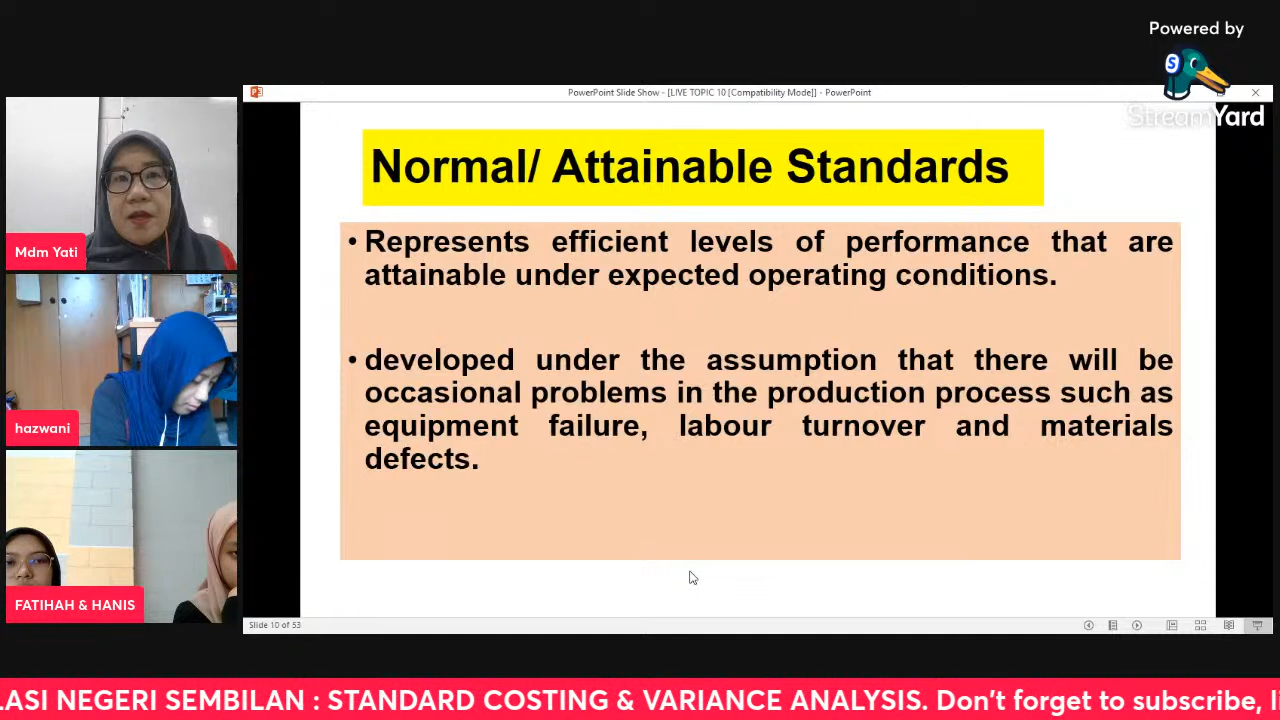 Powered by
StreamYard
PowerPoint Slide Show - [LIVE TOPIC 10 [Compatibility Mode]] - PowerPoint
Normal/ Attainable Standards
• Represents efficient levels of performance that are
attainable under expected operating conditions.
• developed under the assumption that there will be
occasional problems in the production process such as
equipment failure, labour turnover and materials
defects.
Mdm Yati
hazwani
FATIHAH & HANIS
Slide 10 of 53
LASI NEGERI SEMBILAN : STANDARD COSTING & VARIANCE ANALYSIS. Don't forget to subscribe, li